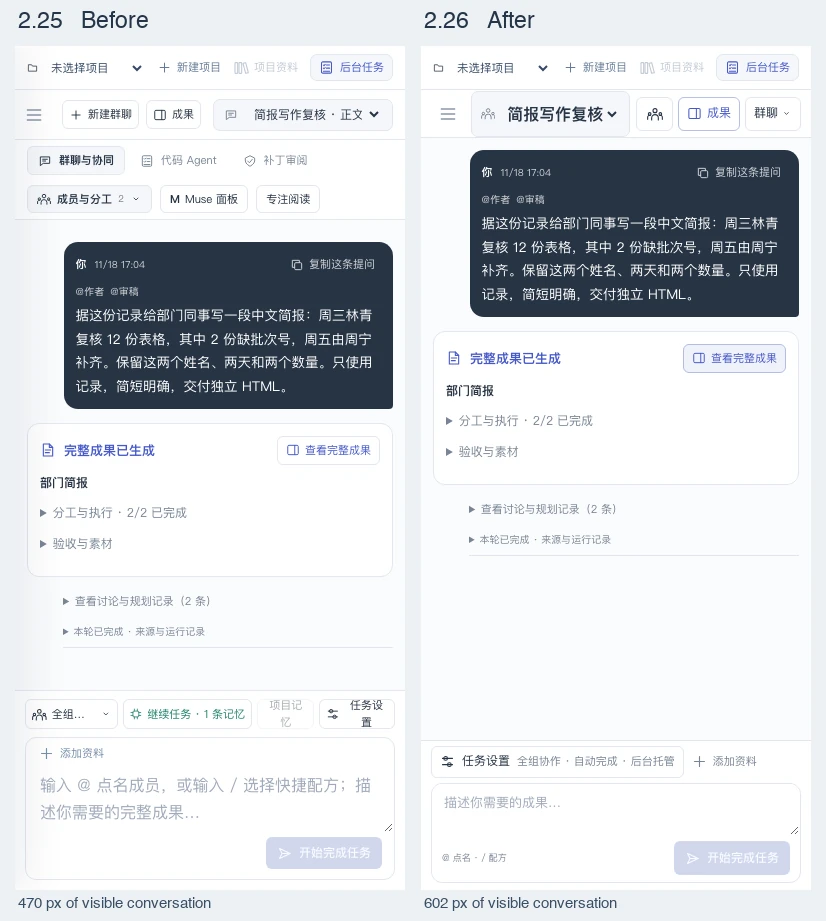 2.25 Before
未选择项目
新建项目
项目资料
后台任务
新建群聊
成果
简报写作复核 · 正文
群聊与协同
代码 Agent
补丁审阅
成员与分工 2
M Muse 面板
专注阅读
你 11/18 17:04
复制这条提问
@作者 @审稿
据这份记录给部门同事写一段中文简报：周三林青
复核 12 份表格，其中 2 份缺批次号，周五由周宁
补齐。保留这两个姓名、两天和两个数量。只使用
记录，简短明确，交付独立 HTML。
完整成果已生成
查看完整成果
部门简报
分工与执行 · 2/2 已完成
验收与素材
查看讨论与规划记录（2 条）
本轮已完成 · 来源与运行记录
全组...
继续任务 · 1 条记忆
项目记
忆
任务设
置
添加资料
输入 @ 点名成员，或输入 / 选择快捷配方；描
述你需要的完整成果...
开始完成任务
470 px of visible conversation
2.26 After
未选择项目
新建项目
项目资料
后台任务
简报写作复核
成果
群聊
你 11/18 17:04
复制这条提问
@作者 @审稿
据这份记录给部门同事写一段中文简报：周三林青
复核 12 份表格，其中 2 份缺批次号，周五由周宁
补齐。保留这两个姓名、两天和两个数量。只使用
记录，简短明确，交付独立 HTML。
完整成果已生成
查看完整成果
部门简报
分工与执行 · 2/2 已完成
验收与素材
查看讨论与规划记录（2 条）
本轮已完成 · 来源与运行记录
任务设置 全组协作 · 自动完成 · 后台托管
添加资料
描述你需要的成果...
@ 点名 · / 配方
开始完成任务
602 px of visible conversation